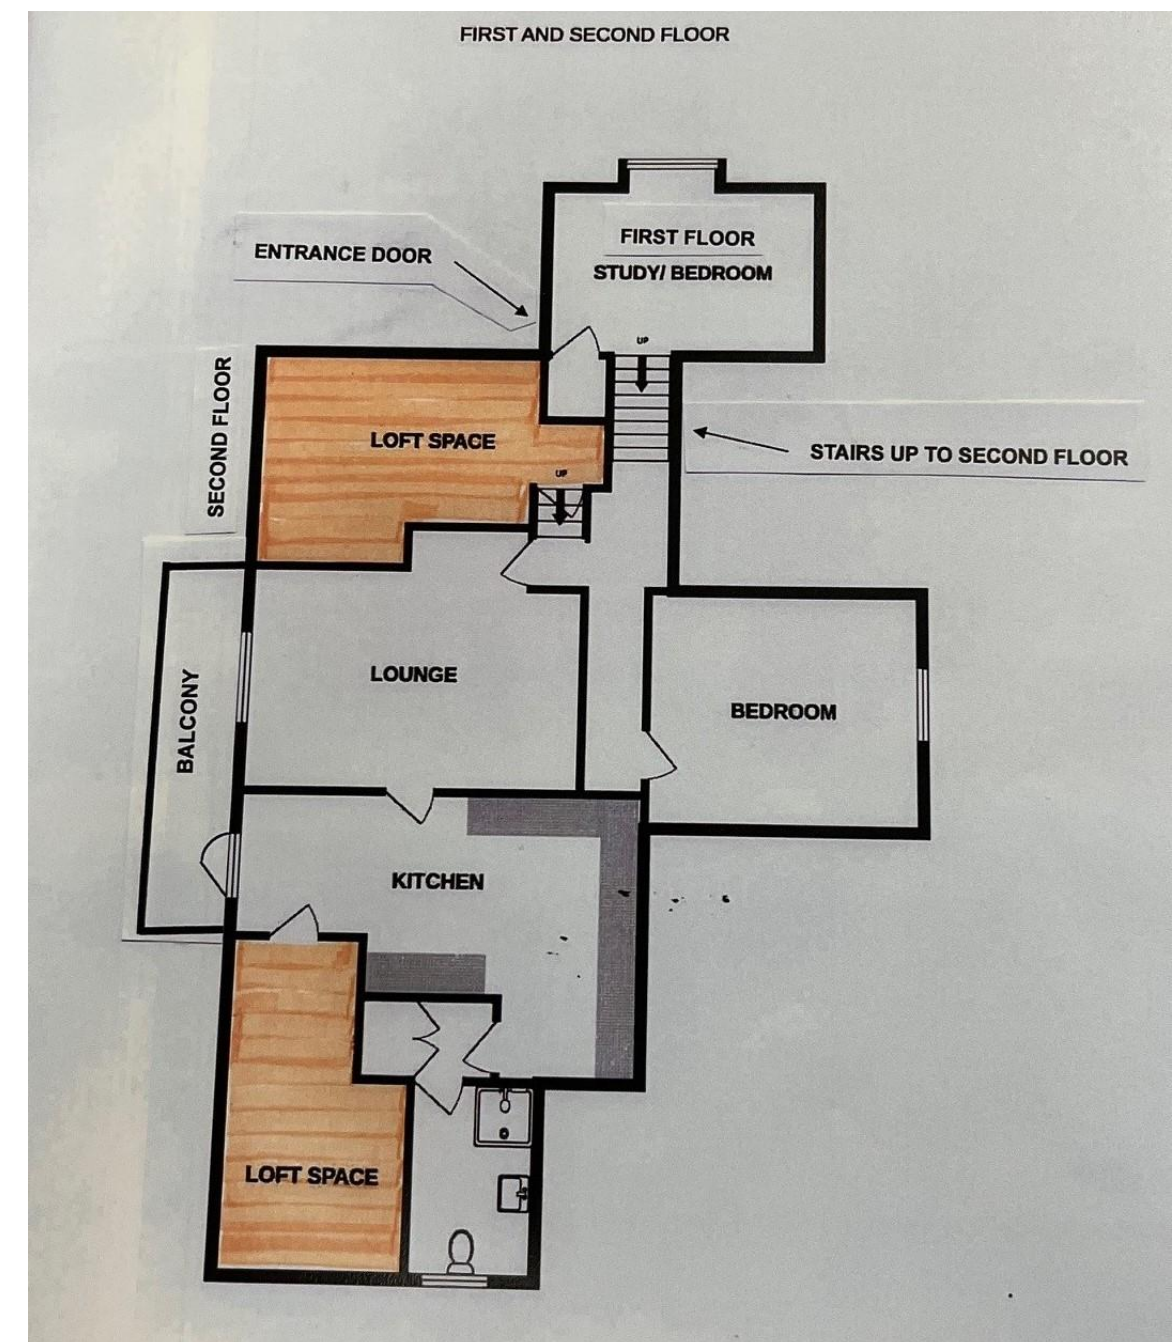 FIRST AND SECOND FLOOR
FIRST FLOOR
STUDY/ BEDROOM
ENTRANCE DOOR
UP
SECOND FLOOR
LOFT SPACE
STAIRS UP TO SECOND FLOOR
UP
LOUNGE
BALCONY
BEDROOM
KITCHEN
LOFT SPACE